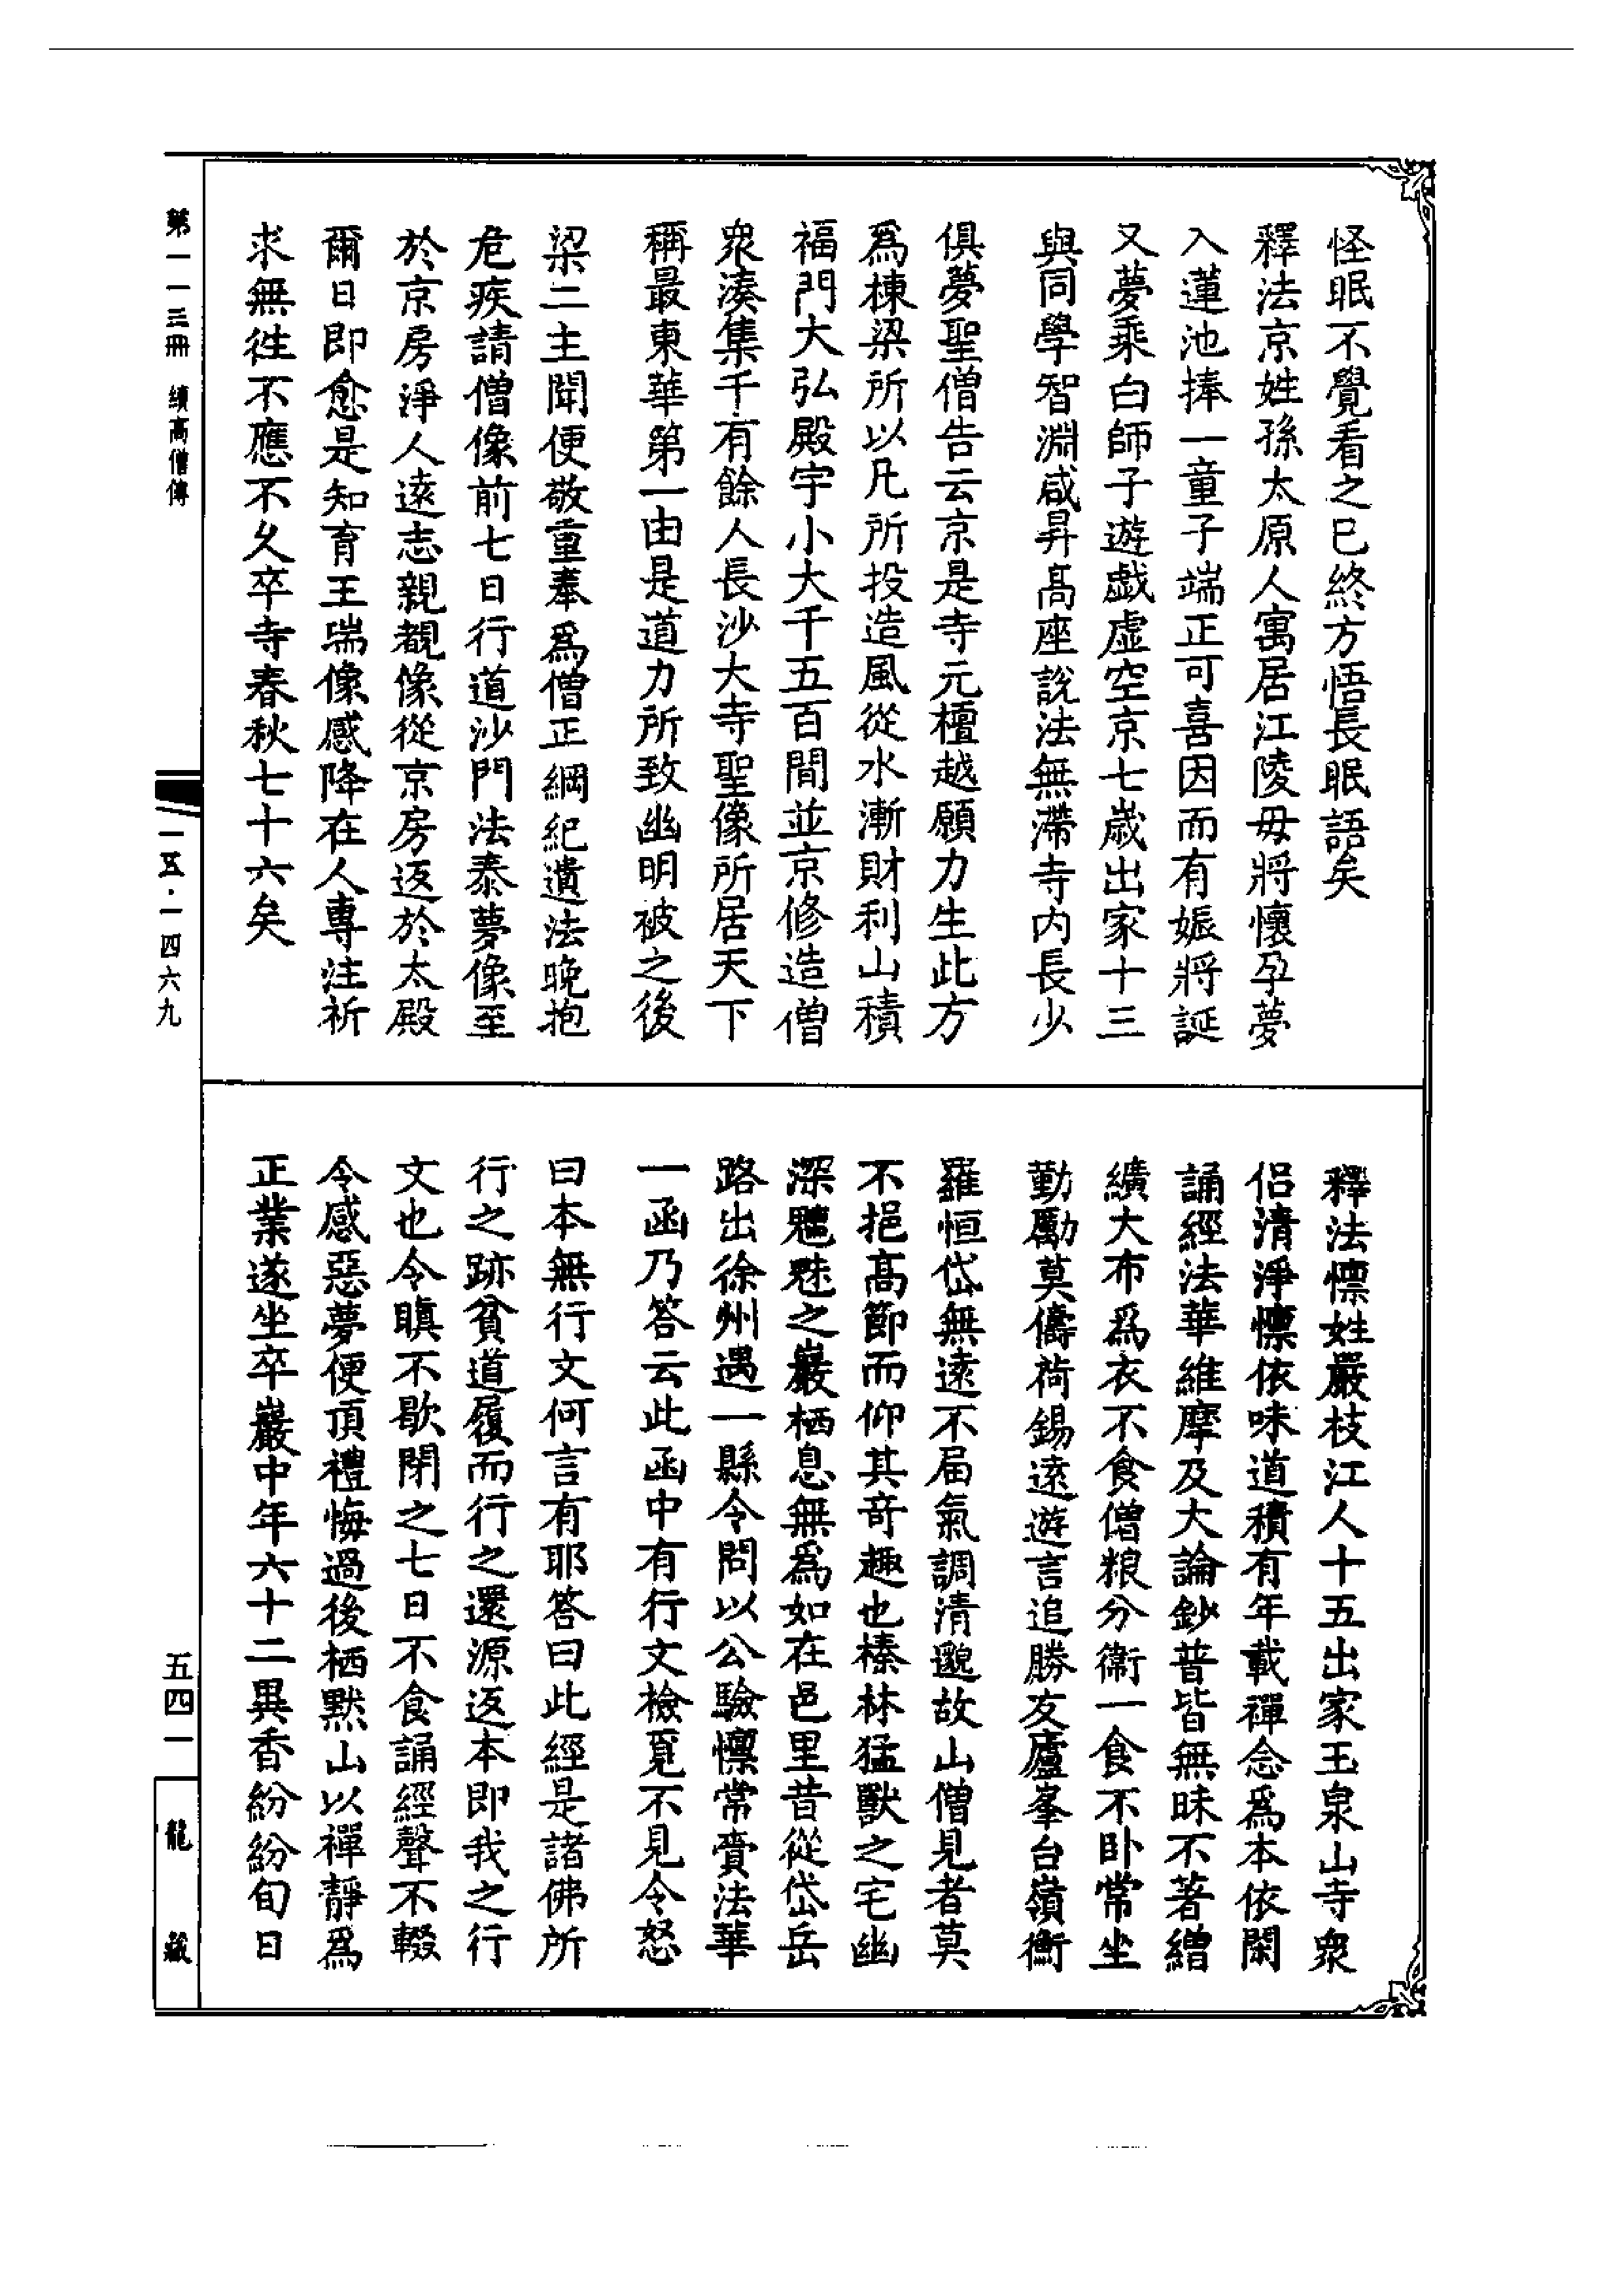 怪眠不覺看之已終方悟長眠語矣
釋法京姓孫太原人寓居江陵毋將懷孕夢
入蓮池捧一童子端正可喜因而有娠將誕
又夢乘白師子遊戲虛空京七歲出家十三
與同學智淵咸昇高座說法無滯寺内長少
俱夢聖僧告云京是寺元檀越願力生此方
爲棟梁所以凡所投造風從水漸財利山積
福門大弘殿宇小大千五百間並京修造僧
衆湊集千有餘人長沙大寺聖像所居天下
稱最東華第一由是道力所致幽明被之後
梁二主聞便敬重奉爲僧正綱紀遺法晚抱
危疾請僧像前七日行道沙門法泰夢像至
於京房淨人遠志親覩像從京房返於太殿
爾日即愈是知育王瑞像感降在人專注祈
求無徃不應不久卒寺春秋七十六矣
釋法懍姓嚴枝江人十五出家玉泉山寺衆
侣清淨懍依味道積有年載禪念爲本依閑
誦經法華維摩及大論鈔普皆無昧不著繒
纊大布爲衣不食僧粮分衞一食不卧常坐
勤勵莫儔荷錫遠遊言追勝友廬峯台嶺衡
羅恒岱無遠不届氣調清邈故山僧見者莫
不挹高節而仰其竒趣也榛林猛獸之宅幽
深魑魅之巖栖息無爲如在邑里昔從岱岳
路出徐州遇一縣令問以公驗懍常賫法華
一函乃答云此函中有行文檢覓不見令怒
曰本無行文何言有耶答曰此經是諸佛所
行之跡貧道履而行之還源返本即我之行
文也令瞋不歇閉之七日不食誦經聲不輟
令感惡夢便頂禮悔過後栖默山以禪靜爲
正業遂坐卒巖中年六十二異香紛紛旬日
第一一三冊　續高僧傳
一五·一四六九
五四一
龍藏